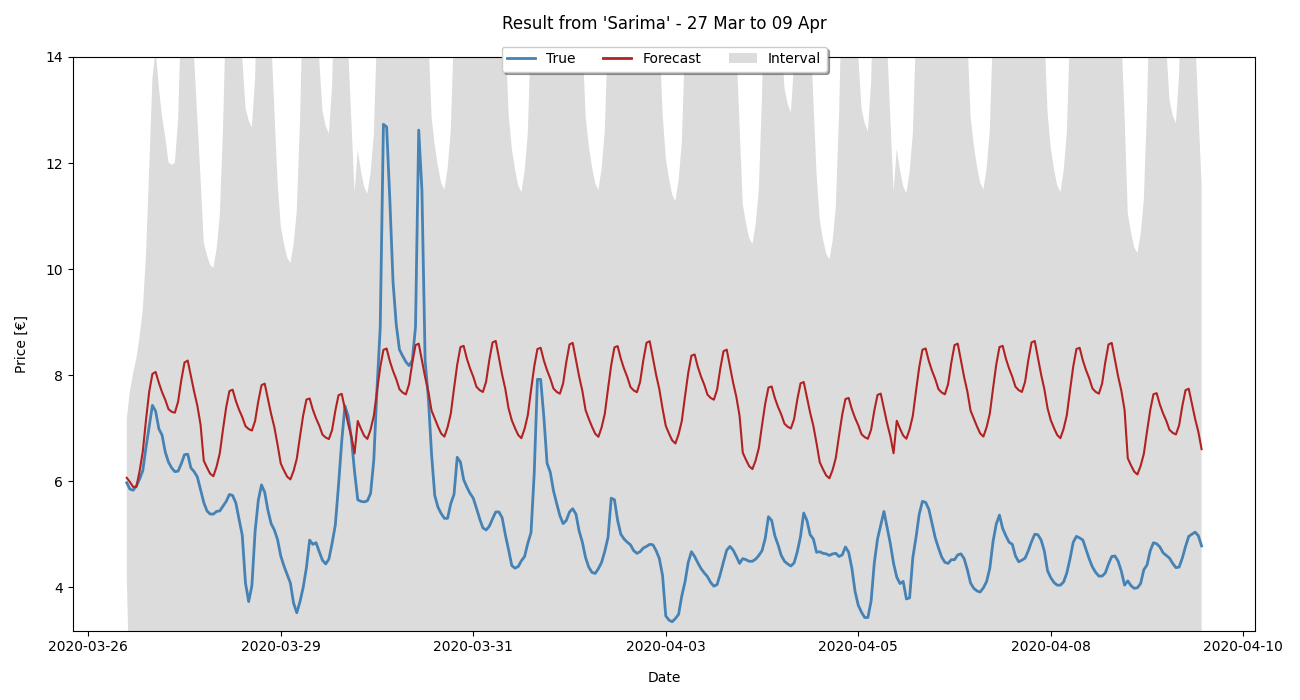 Result from 'Sarima' - 27 Mar to 09 Apr
True Forecast Interval
14
12
10
8
6
4
Price [€]
2020-03-26 2020-03-29 2020-03-31 2020-04-03 2020-04-05 2020-04-08 2020-04-10
Date